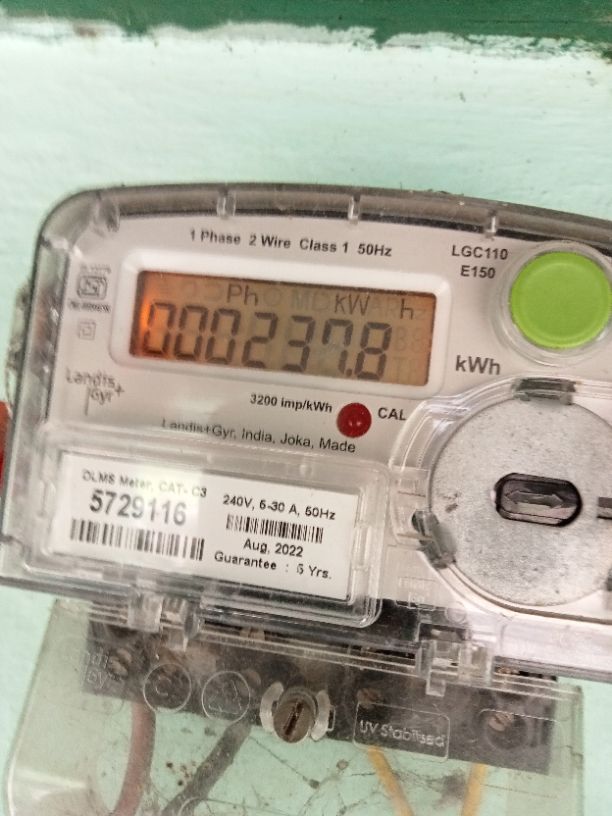 1 Phase 2 Wire Class 1 50Hz
LGC110
E150
Ph kW h
000237.8
kWh
Landis+
Gyr
3200 imp/kWh
CAL
Landis+Gyr, India, Joka, Made
DLMS Meter, CAT- C3
5729116
240V, 5-30 A, 50Hz
Aug, 2022
Guarantee : 5 Yrs.
UV Stabilised